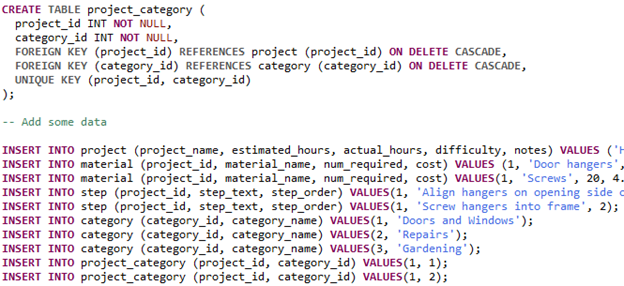 CREATE TABLE project_category (
  project_id INT NOT NULL,
  category_id INT NOT NULL,
  FOREIGN KEY (project_id) REFERENCES project (project_id) ON DELETE CASCADE,
  FOREIGN KEY (category_id) REFERENCES category (category_id) ON DELETE CASCADE,
  UNIQUE KEY (project_id, category_id)
);
-- Add some data
INSERT INTO project (project_name, estimated_hours, actual_hours, difficulty, notes) VALUES ('H
INSERT INTO material (project_id, material_name, num_required, cost) VALUES (1, 'Door hangers',
INSERT INTO material (project_id, material_name, num_required, cost) VALUES (1, 'Screws', 20, 4.
INSERT INTO step (project_id, step_text, step_order) VALUES(1, 'Align hangers on opening side o
INSERT INTO step (project_id, step_text, step_order) VALUES(1, 'Screw hangers into frame', 2);
INSERT INTO category (category_id, category_name) VALUES(1, 'Doors and Windows');
INSERT INTO category (category_id, category_name) VALUES(2, 'Repairs');
INSERT INTO category (category_id, category_name) VALUES(3, 'Gardening');
INSERT INTO project_category (project_id, category_id) VALUES(1, 1);
INSERT INTO project_category (project_id, category_id) VALUES(1, 2);